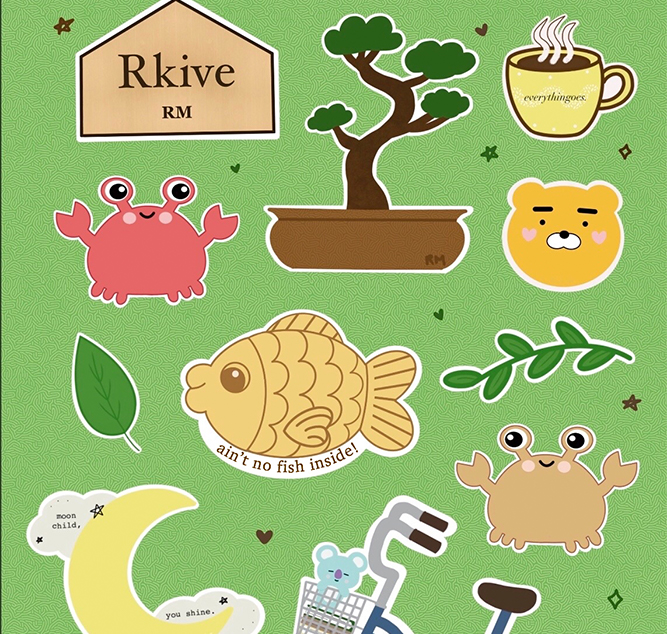 Rkive
RM
everythingoes.
RM
ain't no fish inside!
moon
child,
you shine.